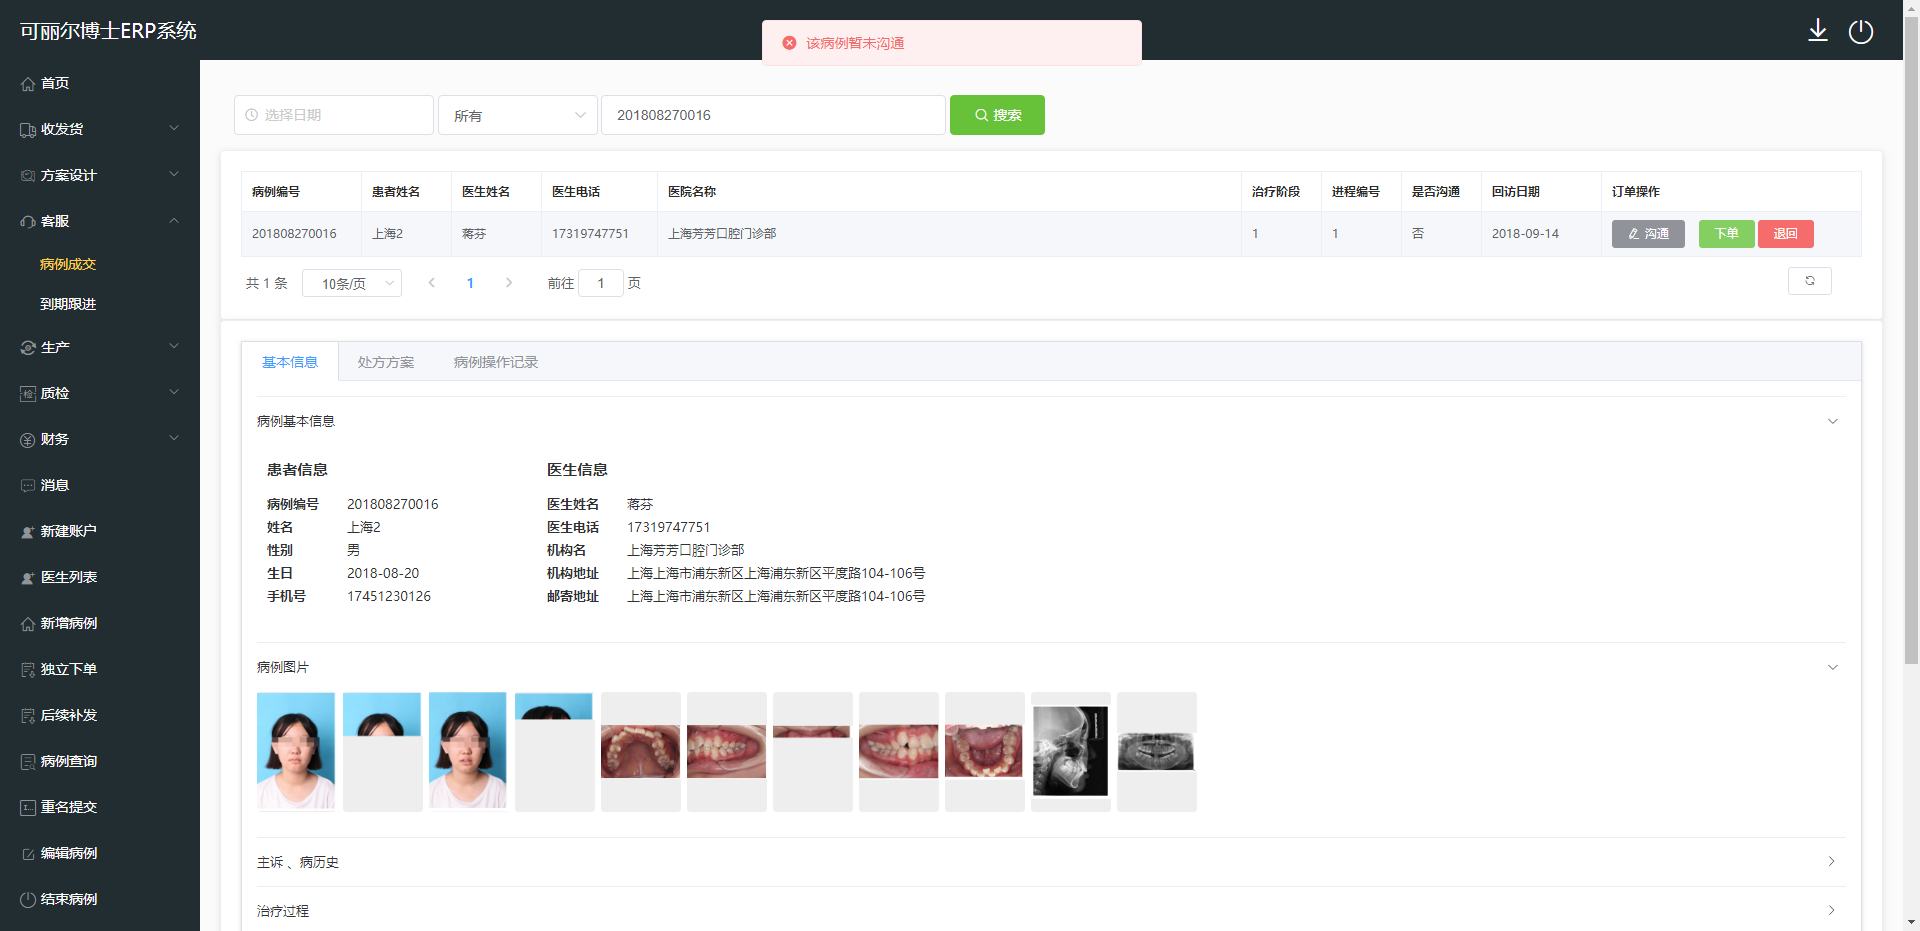 可丽尔博士ERP系统
该病例暂未沟通
首页
收发货
方案设计
客服
病例成交
到期跟进
生产
质检
财务
消息
新建账户
医生列表
新增病例
独立下单
后续补发
病例查询
重名提交
编辑病例
结束病例
选择日期 所有 201808270016 搜索
病例编号 患者姓名 医生姓名 医生电话 医院名称 治疗阶段 进程编号 是否沟通 回访日期 订单操作
201808270016 上海2 蒋芬 17319747751 上海芳芳口腔门诊部 1 1 否 2018-09-14 沟通 下单 退回
共 1 条 10条/页 1 前往 1 页
基本信息 处方方案 病例操作记录
病例基本信息
患者信息 医生信息
病例编号 201808270016 医生姓名 蒋芬
姓名 上海2 医生电话 17319747751
性别 男 机构名 上海芳芳口腔门诊部
生日 2018-08-20 机构地址 上海上海市浦东新区上海浦东新区平度路104-106号
手机号 17451230126 邮寄地址 上海上海市浦东新区上海浦东新区平度路104-106号
病例图片
主诉 、病历史
治疗过程